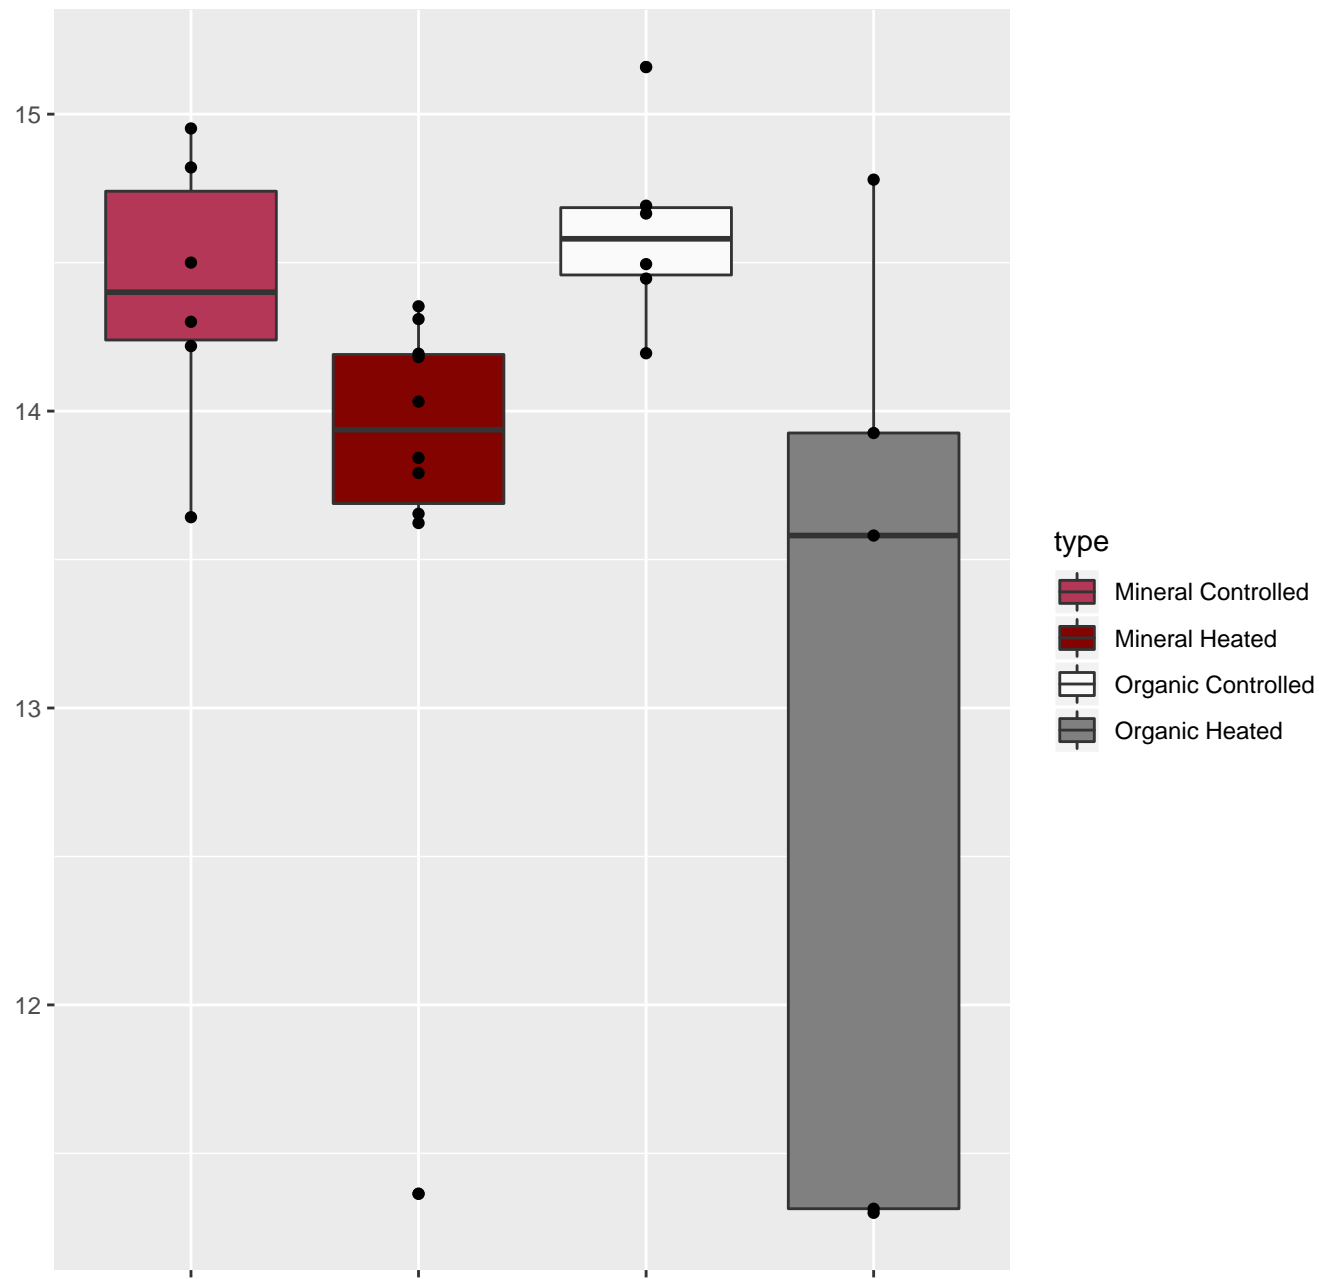 15
14
13
12
type
Mineral Controlled
Mineral Heated
Organic Controlled
Organic Heated